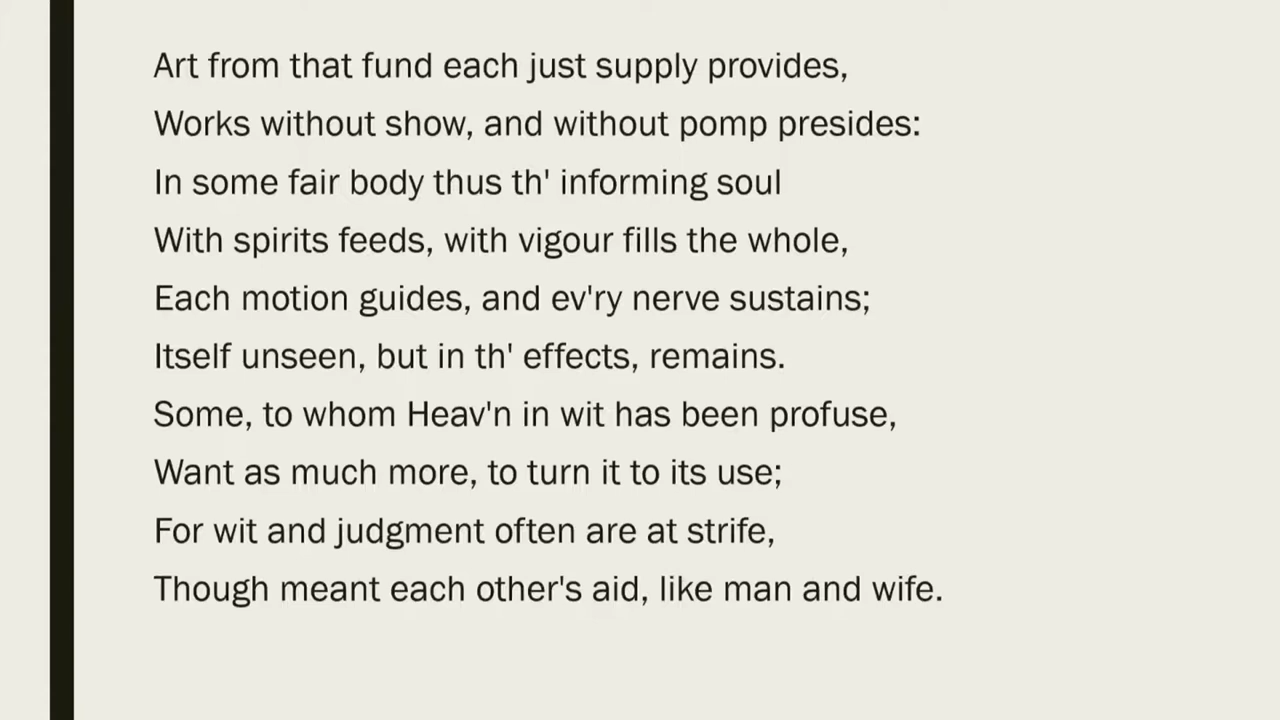 Art from that fund each just supply provides,
Works without show, and without pomp presides:
In some fair body thus th' informing soul
With spirits feeds, with vigour fills the whole,
Each motion guides, and ev'ry nerve sustains;
Itself unseen, but in th' effects, remains.
Some, to whom Heav'n in wit has been profuse,
Want as much more, to turn it to its use;
For wit and judgment often are at strife,
Though meant each other's aid, like man and wife.